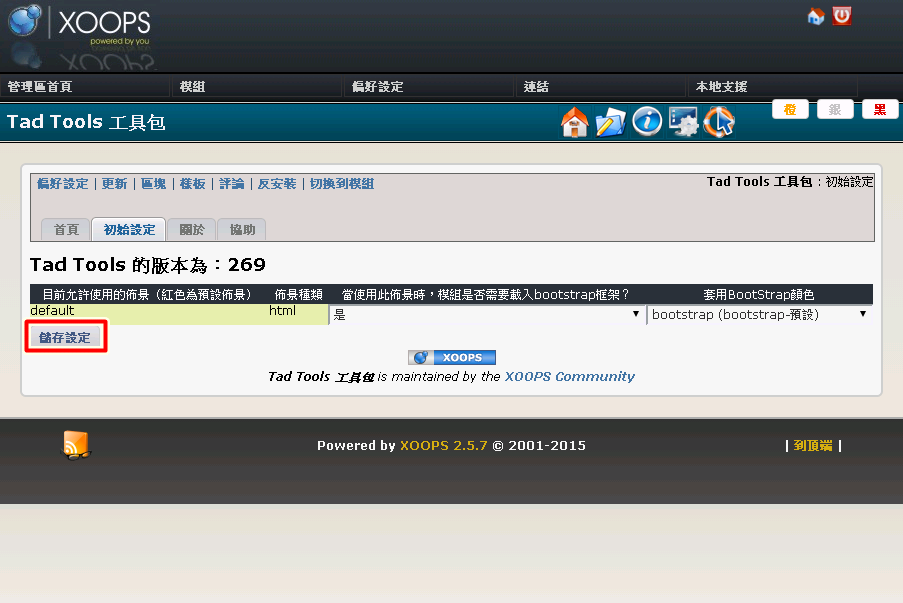 XOOPS
powered by you
管理區首頁 模組 偏好設定 連結 本地支援
橙 銀 黑
Tad Tools 工具包
偏好設定 | 更新 | 區塊 | 樣板 | 評論 | 反安裝 | 切換到模組
Tad Tools 工具包：初始設定
首頁 初始設定 關於 協助
Tad Tools 的版本為：269
目前允許使用的佈景（紅色為預設佈景） 佈景種類 當使用此佈景時，模組是否需要載入bootstrap框架？ 套用BootStrap顏色
default html 是 bootstrap (bootstrap-預設)
儲存設定
XOOPS
Tad Tools 工具包 is maintained by the XOOPS Community
Powered by XOOPS 2.5.7 © 2001-2015
| 到頂端 |